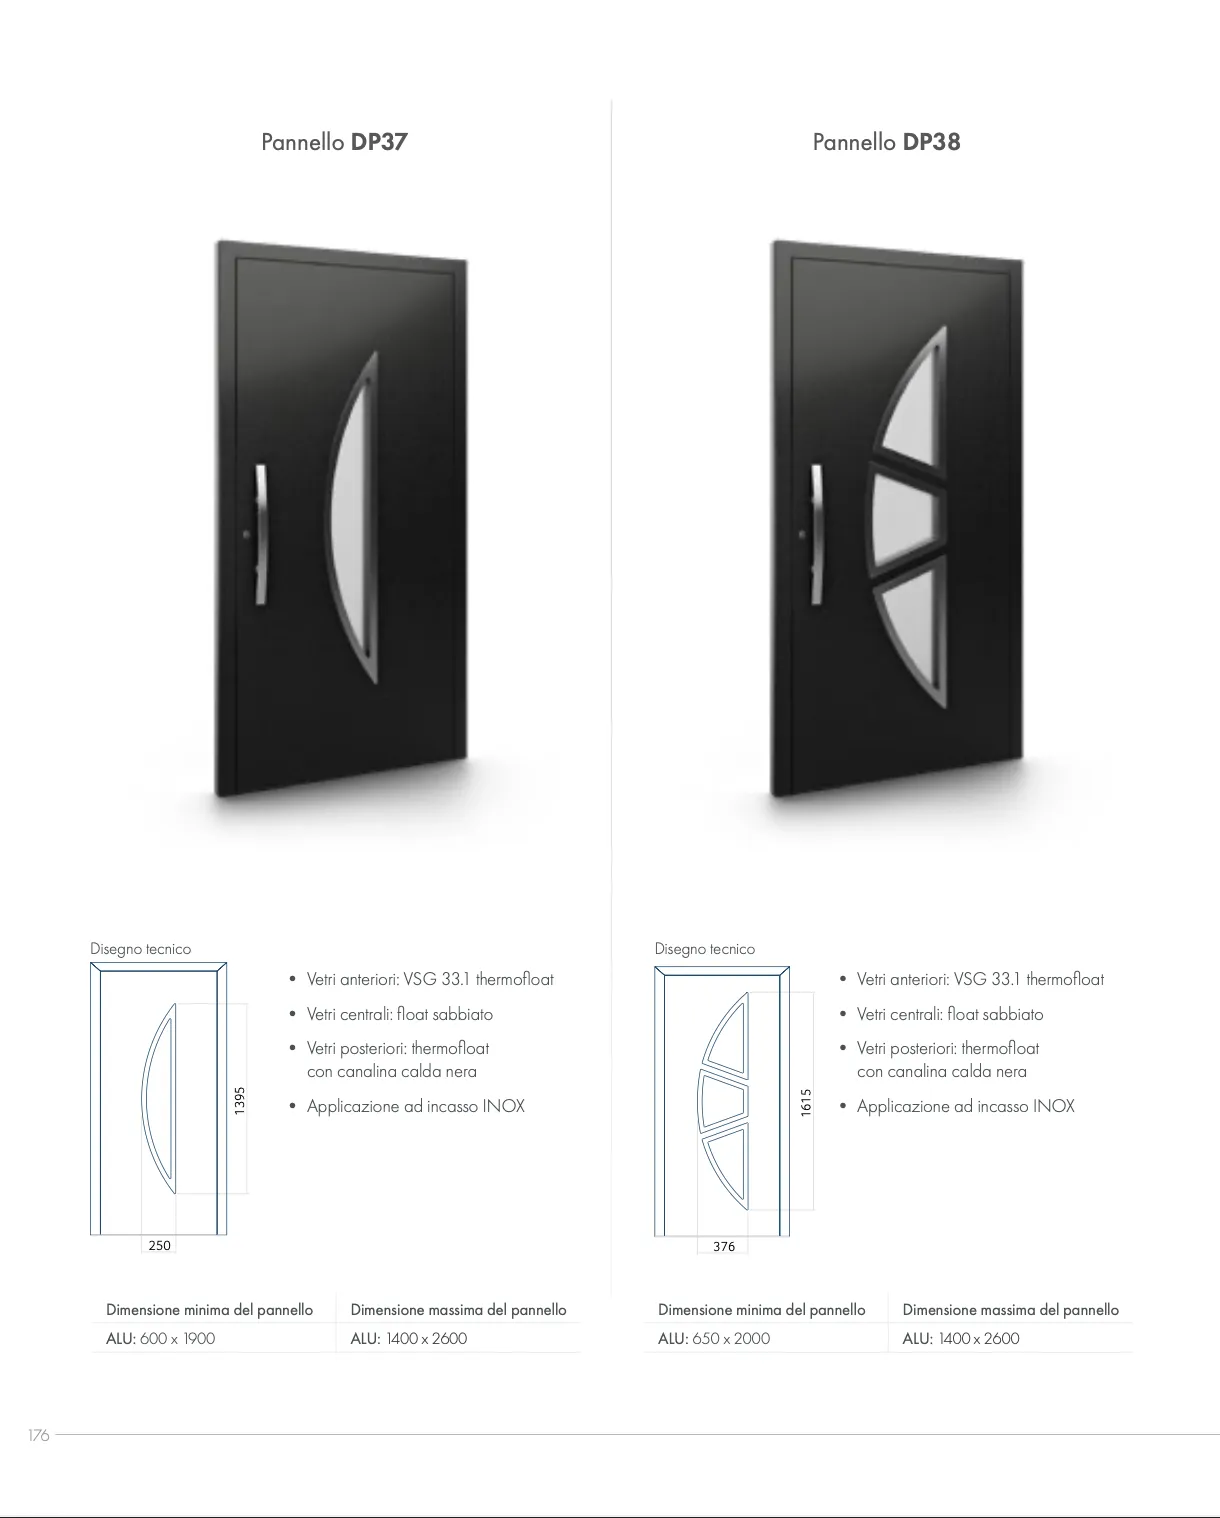 Pannello DP37
Disegno tecnico
• Vetri anteriori: VSG 33.1 thermofloat
• Vetri centrali: float sabbiato
• Vetri posteriori: thermofloat
con canalina calda nera
• Applicazione ad incasso INOX
1395
250
Dimensione minima del pannello
Dimensione massima del pannello
ALU: 600 x 1900
ALU: 1400 x 2600
Pannello DP38
Disegno tecnico
• Vetri anteriori: VSG 33.1 thermofloat
• Vetri centrali: float sabbiato
• Vetri posteriori: thermofloat
con canalina calda nera
• Applicazione ad incasso INOX
1615
376
Dimensione minima del pannello
Dimensione massima del pannello
ALU: 650 x 2000
ALU: 1400 x 2600
176